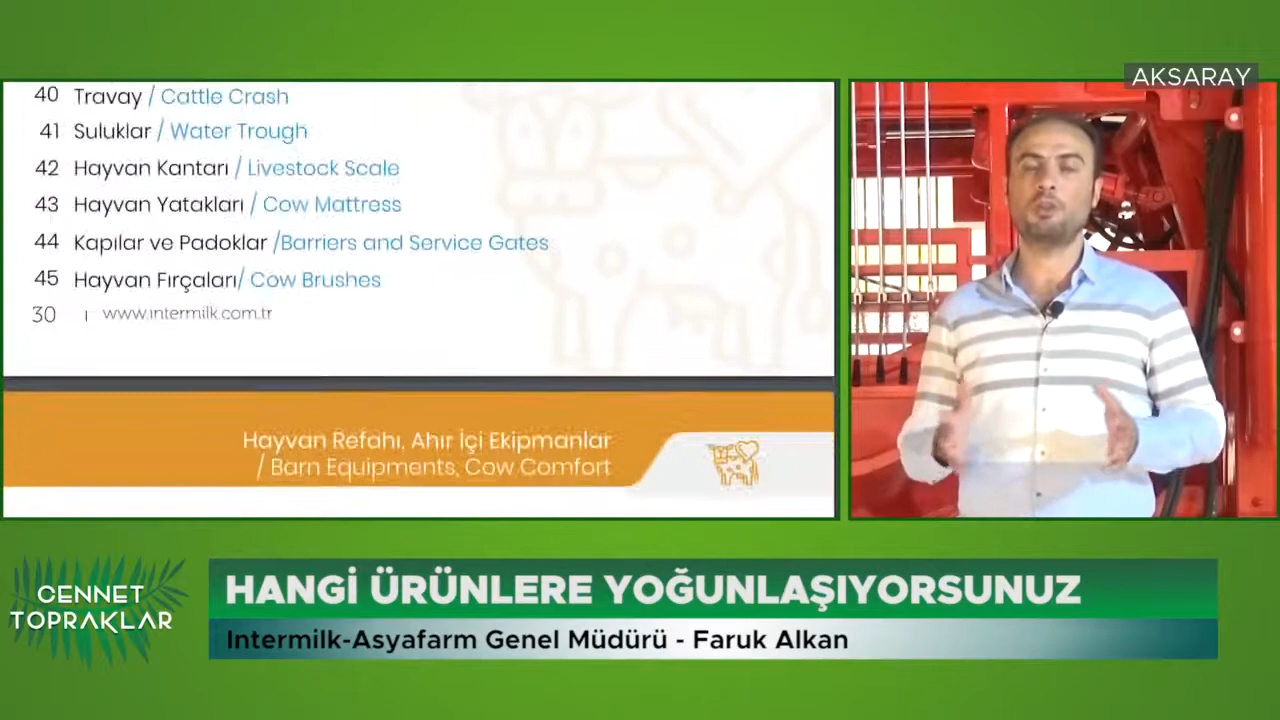 AKSARAY
40 Travay / Cattle Crash
41 Suluklar / Water Trough
42 Hayvan Kantarı / Livestock Scale
43 Hayvan Yatakları / Cow Mattress
44 Kapılar ve Padoklar /Barriers and Service Gates
45 Hayvan Fırçaları/ Cow Brushes
30 | www.intermilk.com.tr
Hayvan Refahı, Ahır İçi Ekipmanlar
/ Barn Equipments, Cow Comfort
CENNET
TOPRAKLAR
HANGİ ÜRÜNLERE YOĞUNLAŞIYORSUNUZ
Intermilk-Asyafarm Genel Müdürü - Faruk Alkan